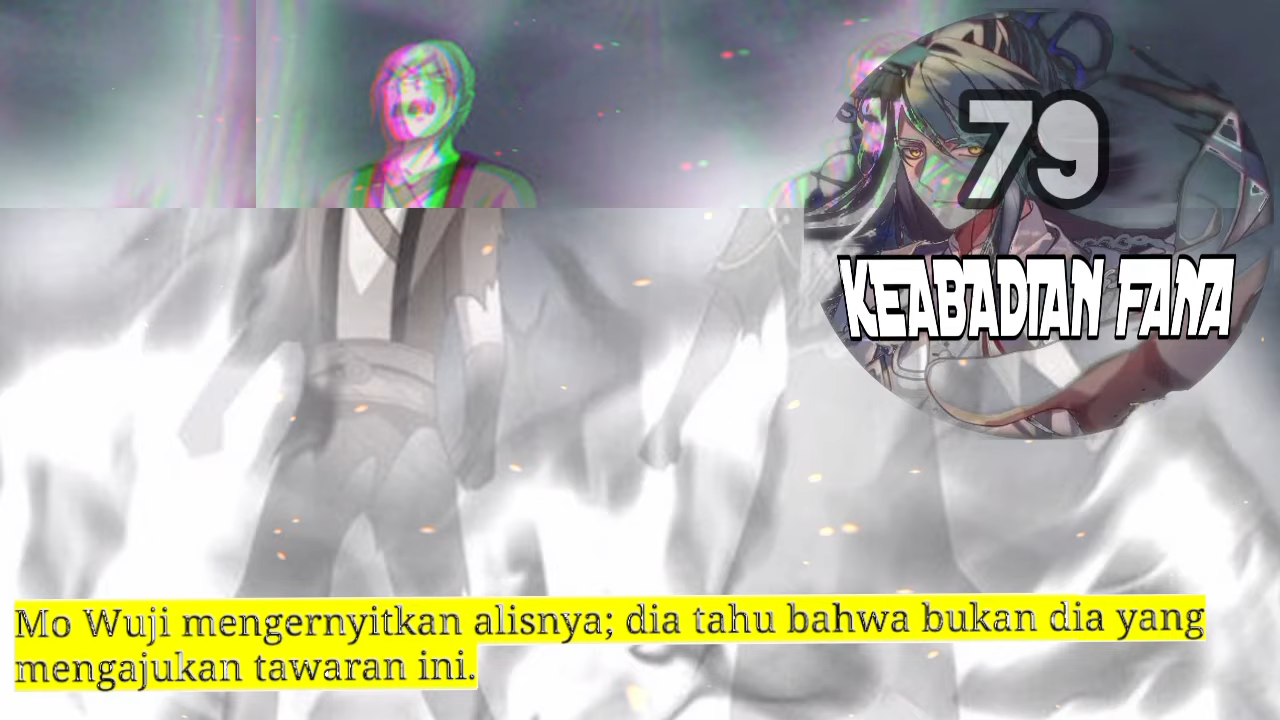 79
KEABADIAN FANA
Mo Wuji mengernyitkan alisnya; dia tahu bahwa bukan dia yang
mengajukan tawaran ini.